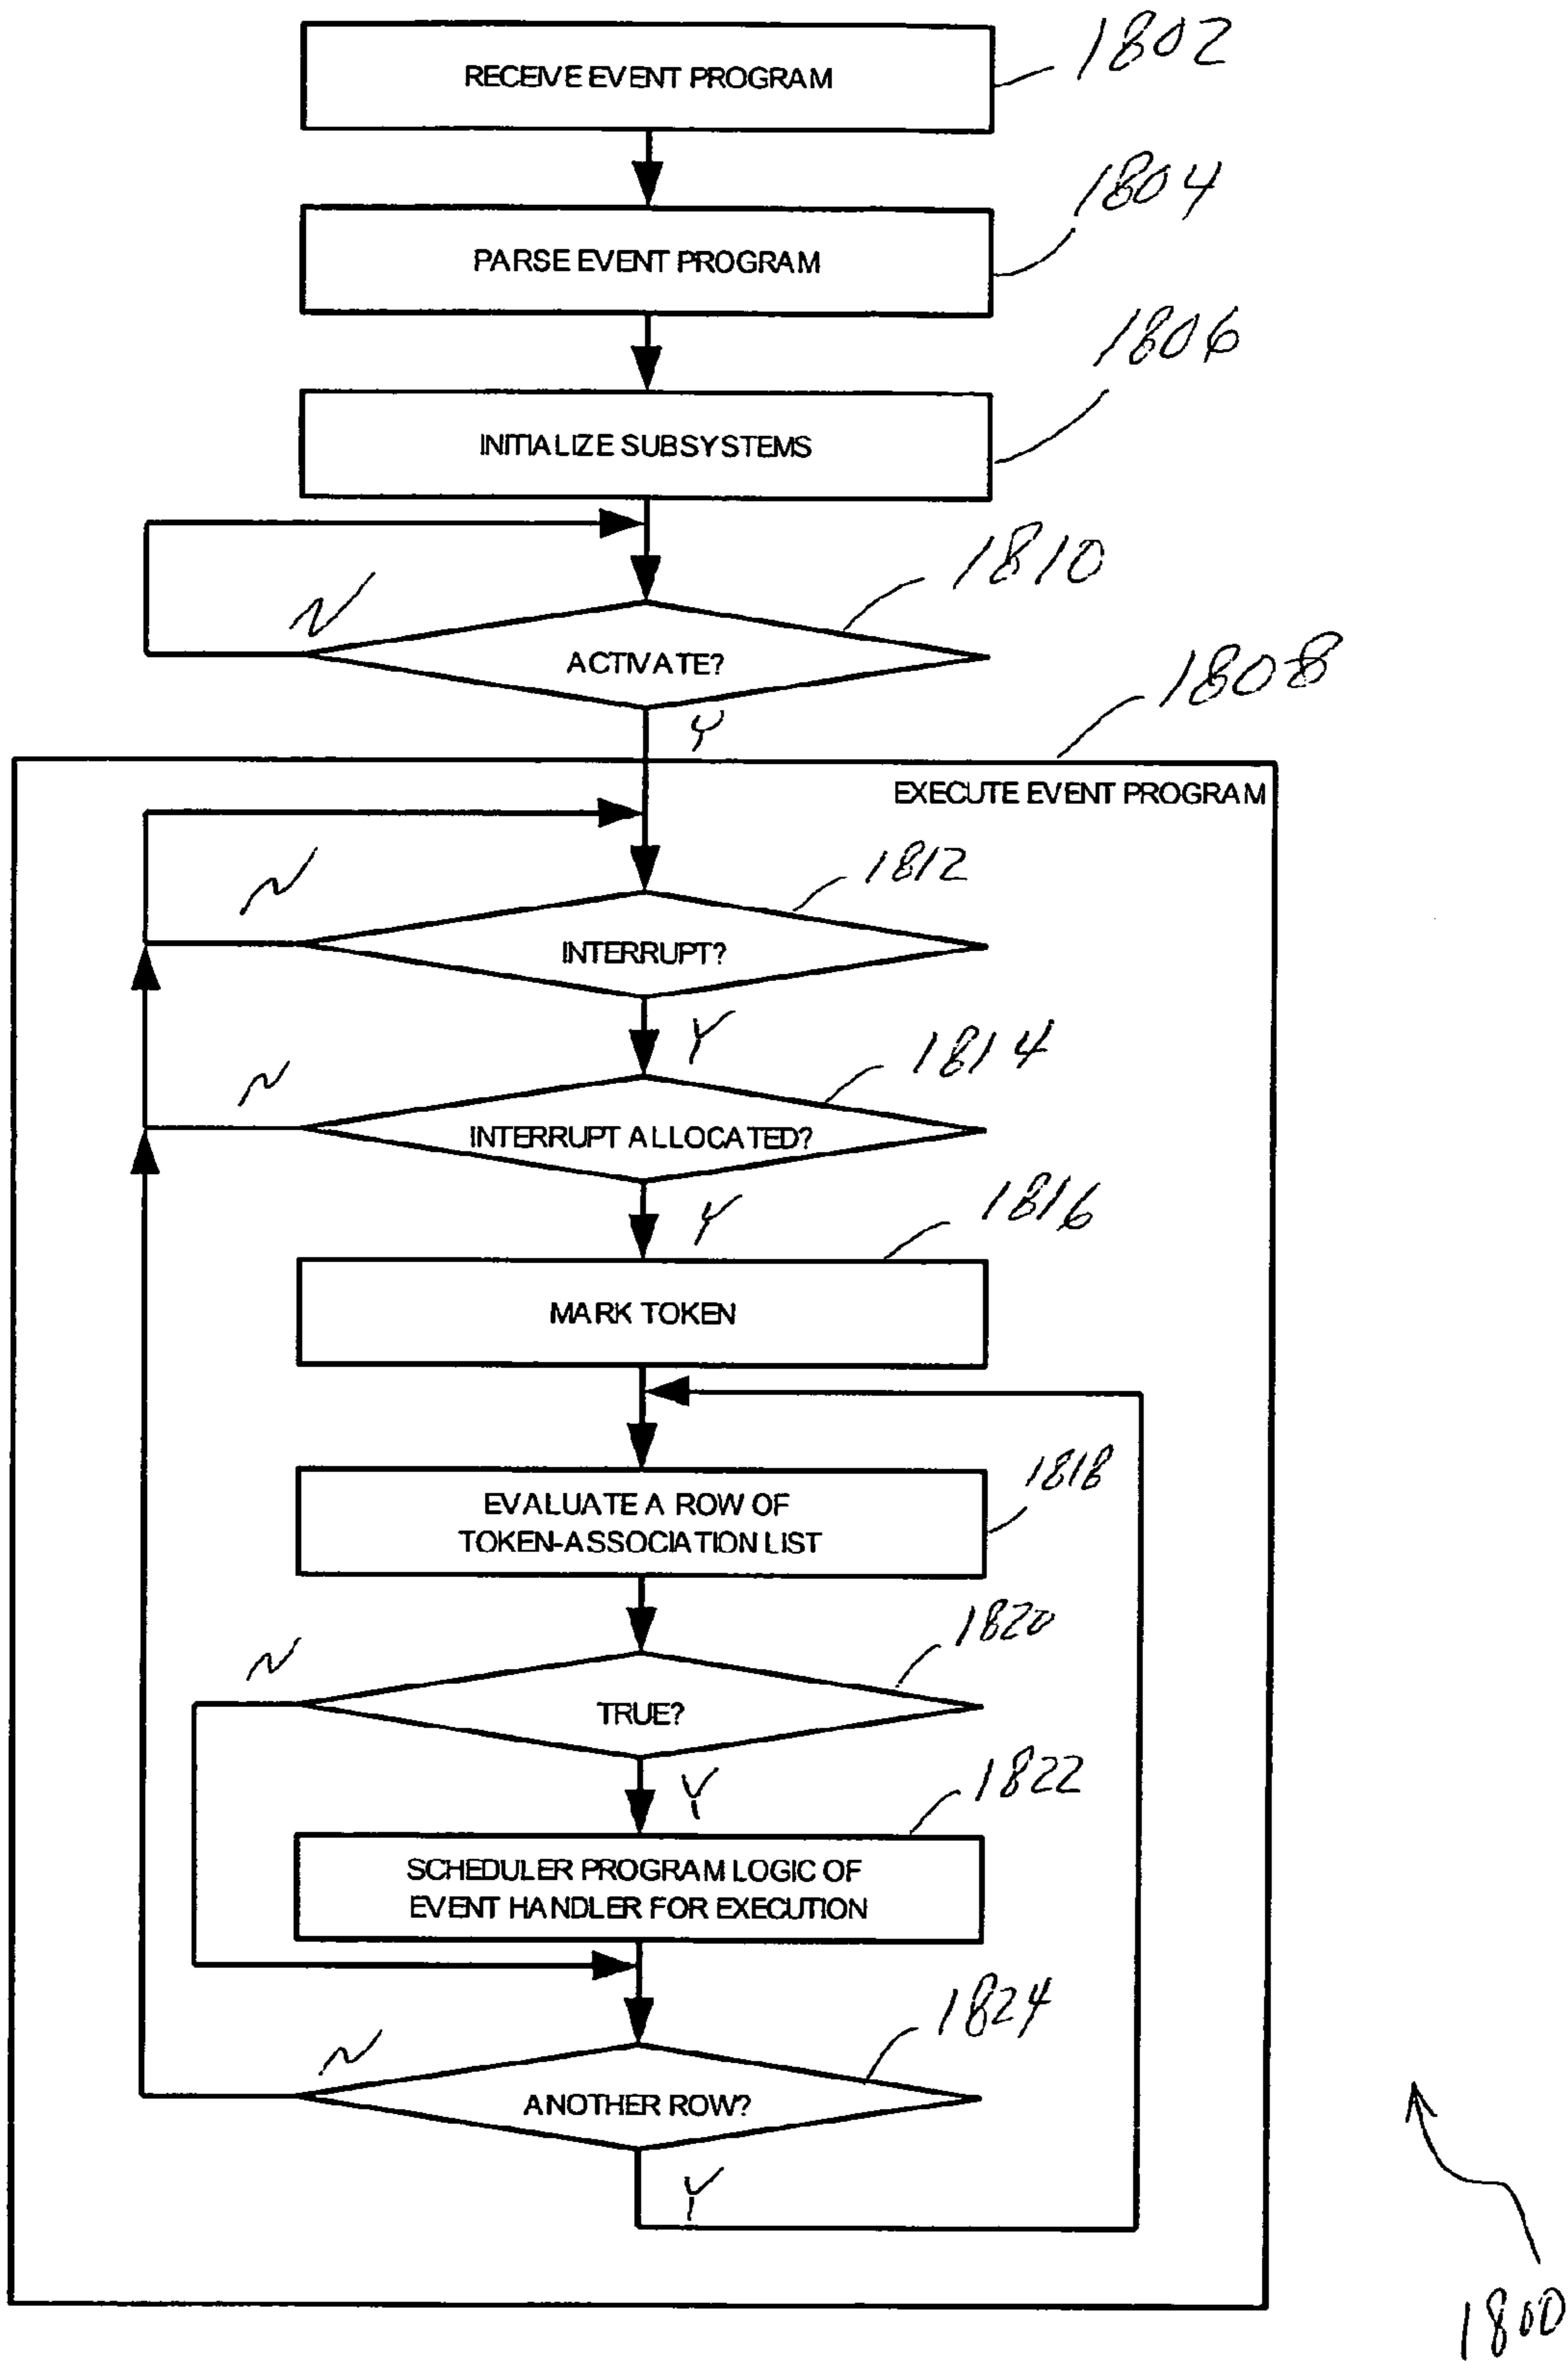 RECEIVE EVENT PROGRAM
1802
PARSE EVENT PROGRAM
1804
INITIALIZE SUBSYSTEMS
1806
N
ACTIVATE?
1810
Y
1808
EXECUTE EVENT PROGRAM
N
INTERRUPT?
1812
Y
N
INTERRUPT ALLOCATED?
1814
Y
1816
MARK TOKEN
EVALUATE A ROW OF
TOKEN-ASSOCIATION LIST
1818
N
TRUE?
1820
Y
1822
SCHEDULER PROGRAM LOGIC OF
EVENT HANDLER FOR EXECUTION
N
ANOTHER ROW?
1824
Y
1800